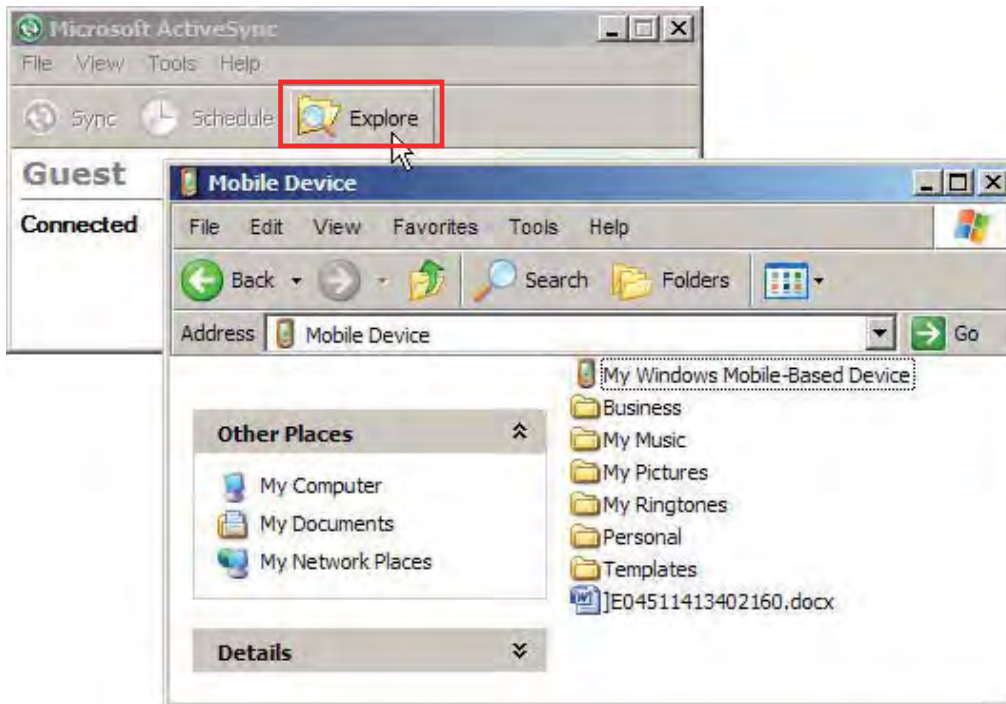 Microsoft ActiveSync
File View Tools Help
Sync Schedule Explore
Guest
Connected
Mobile Device
File Edit View Favorites Tools Help
Back Search Folders
Address Mobile Device Go
My Windows Mobile-Based Device
Business
My Music
My Pictures
My Ringtones
Personal
Templates
]E04511413402160.docx
Other Places
My Computer
My Documents
My Network Places
Details